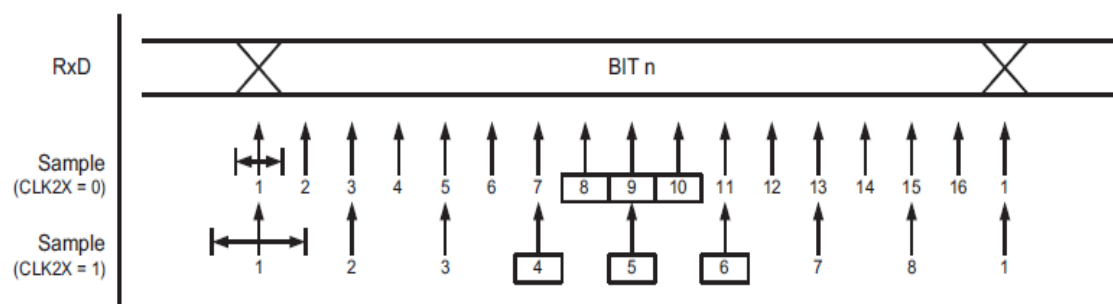 RxD BIT n
Sample
(CLK2X = 0) 1 2 3 4 5 6 7 8 9 10 11 12 13 14 15 16 1
Sample
(CLK2X = 1) 1 2 3 4 5 6 7 8 1